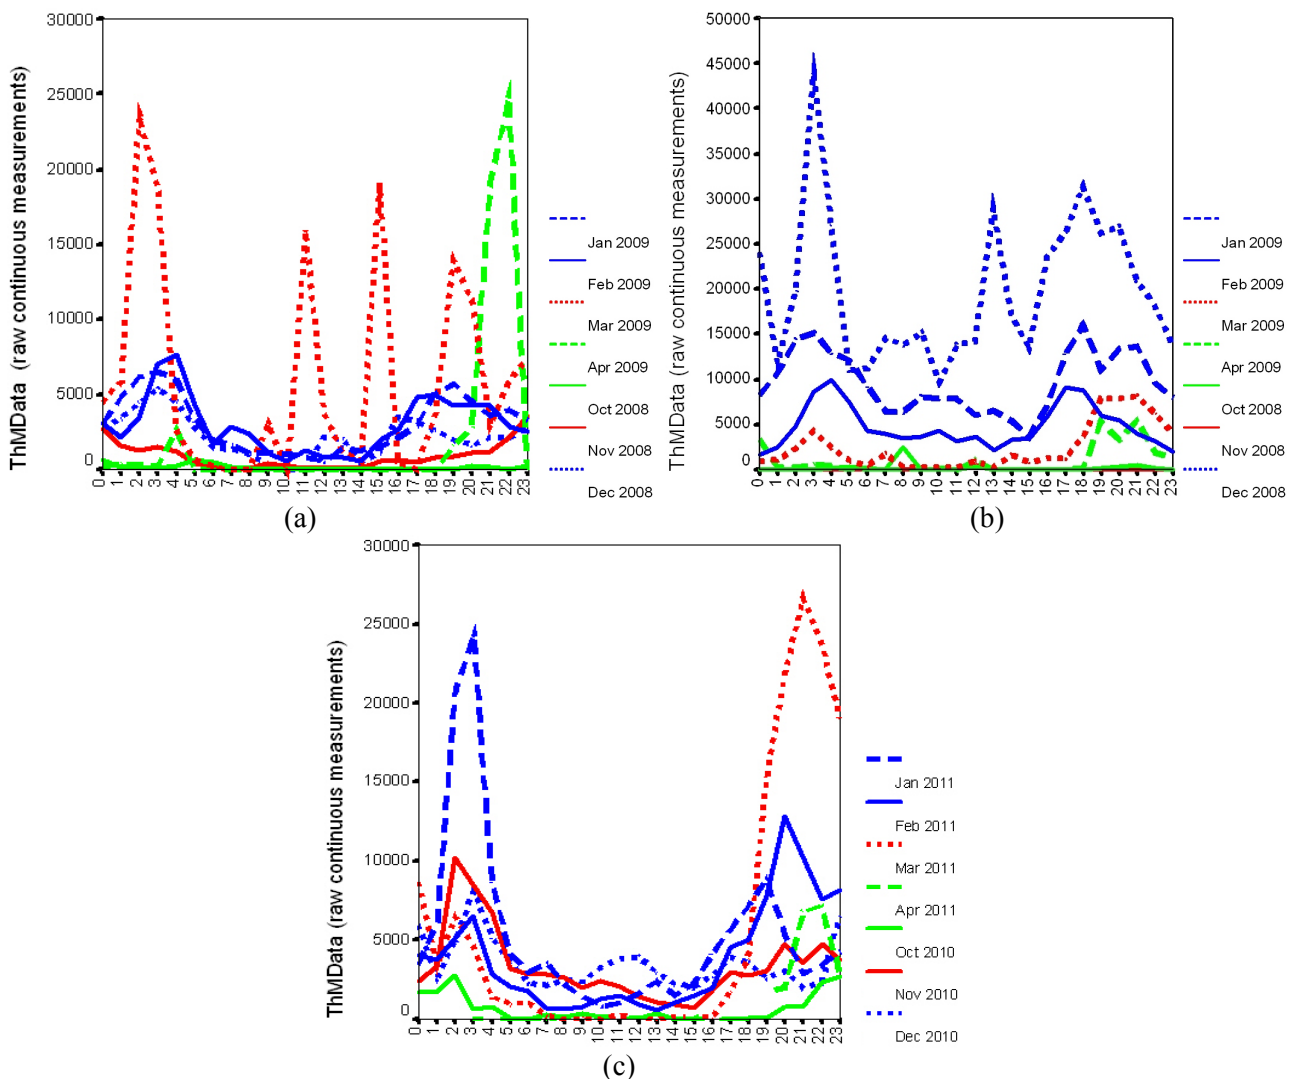 ThMData (raw continuous measurements)
30000
25000
20000
15000
10000
5000
0
0 1 2 3 4 5 6 7 8 9 10 11 12 13 14 15 16 17 18 19 20 21 22 23
Jan 2009
Feb 2009
Mar 2009
Apr 2009
Oct 2008
Nov 2008
Dec 2008
(a)
ThMData (raw continuous measurements)
50000
45000
40000
35000
30000
25000
20000
15000
10000
5000
0
0 1 2 3 4 5 6 7 8 9 10 11 12 13 14 15 16 17 18 19 20 21 22 23
Jan 2009
Feb 2009
Mar 2009
Apr 2009
Oct 2008
Nov 2008
Dec 2008
(b)
ThMData (raw continuous measurements)
30000
25000
20000
15000
10000
5000
0
0 1 2 3 4 5 6 7 8 9 10 11 12 13 14 15 16 17 18 19 20 21 22 23
Jan 2011
Feb 2011
Mar 2011
Apr 2011
Oct 2010
Nov 2010
Dec 2010
(c)